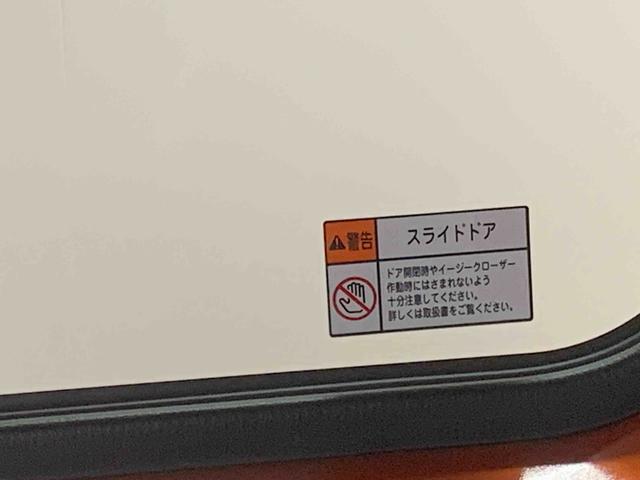 警告
スライドドア
ドア開閉時やイージークローザー
作動時にはさまれないよう
十分注意してください。
詳しくは取扱書をご覧ください。